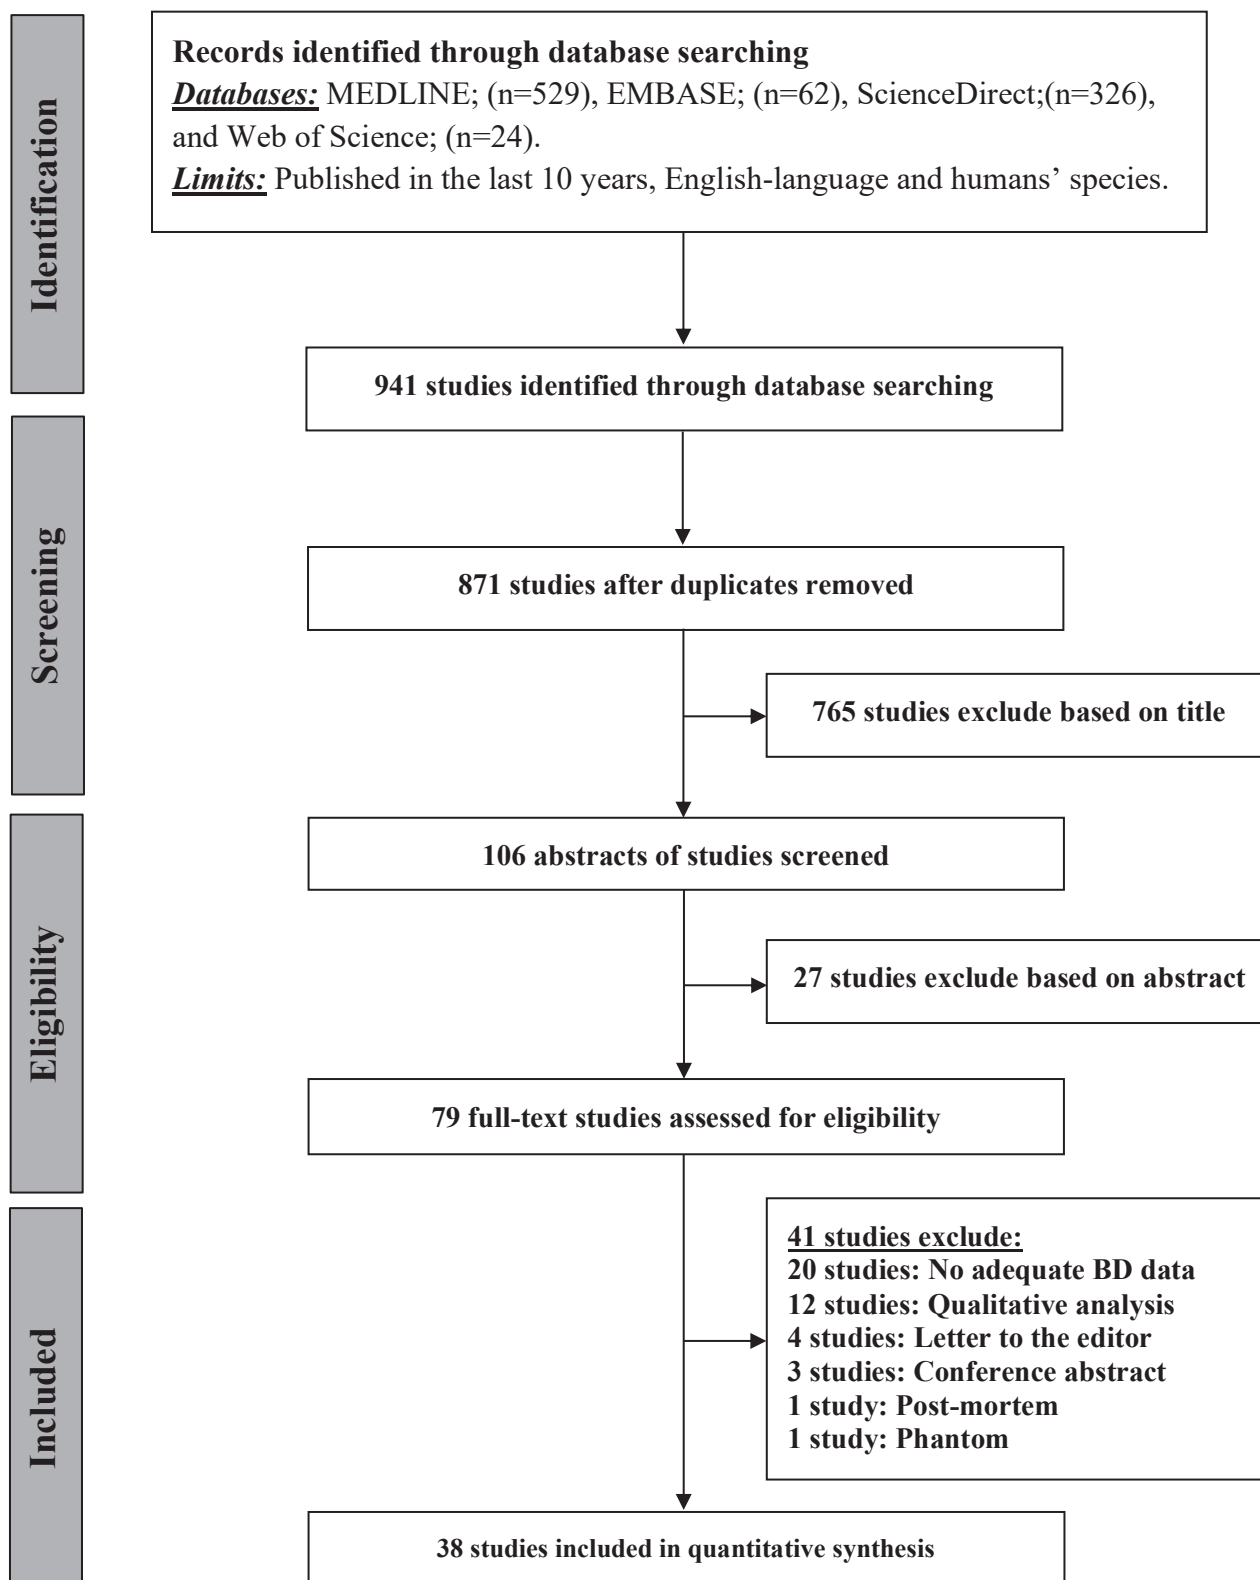 Identification
Records identified through database searching
Databases: MEDLINE; (n=529), EMBASE; (n=62), ScienceDirect;(n=326),
and Web of Science; (n=24).
Limits: Published in the last 10 years, English-language and humans’ species.
941 studies identified through database searching
Screening
871 studies after duplicates removed
765 studies exclude based on title
106 abstracts of studies screened
Eligibility
27 studies exclude based on abstract
79 full-text studies assessed for eligibility
Included
41 studies exclude:
20 studies: No adequate BD data
12 studies: Qualitative analysis
4 studies: Letter to the editor
3 studies: Conference abstract
1 study: Post-mortem
1 study: Phantom
38 studies included in quantitative synthesis